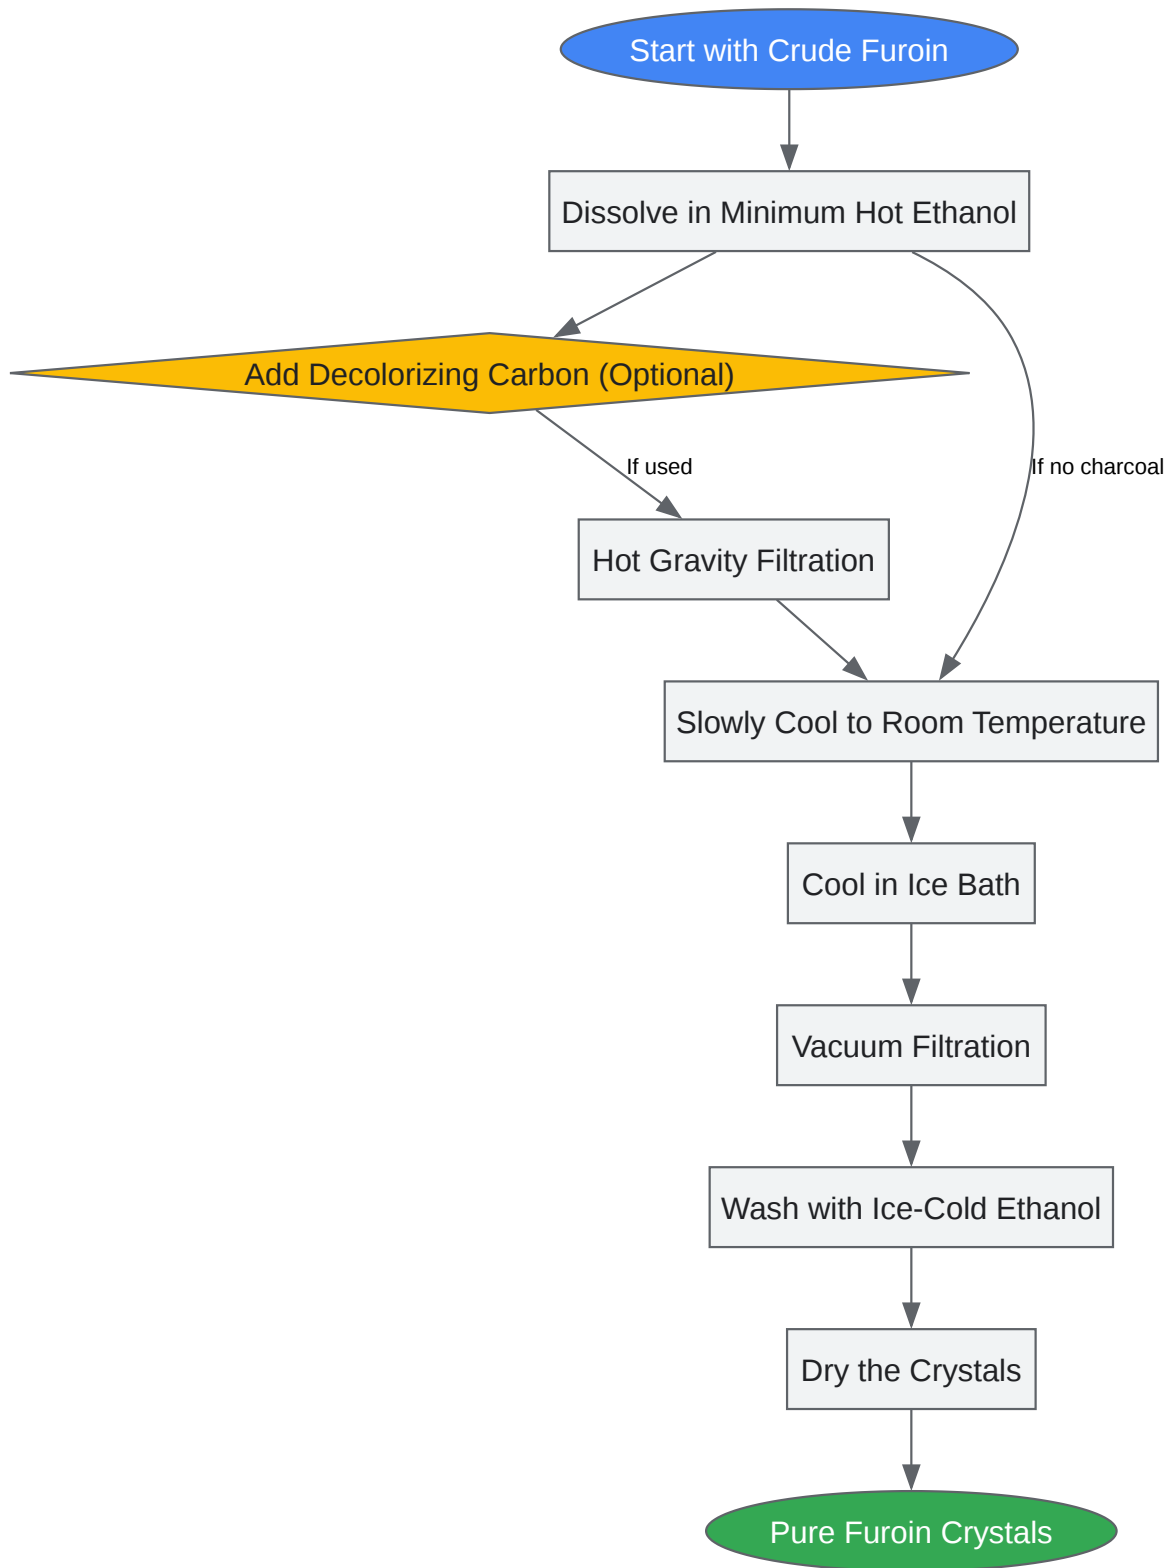 Start with Crude Furoin
Dissolve in Minimum Hot Ethanol
Add Decolorizing Carbon (Optional)
If used
If no charcoal
Hot Gravity Filtration
Slowly Cool to Room Temperature
Cool in Ice Bath
Vacuum Filtration
Wash with Ice-Cold Ethanol
Dry the Crystals
Pure Furoin Crystals